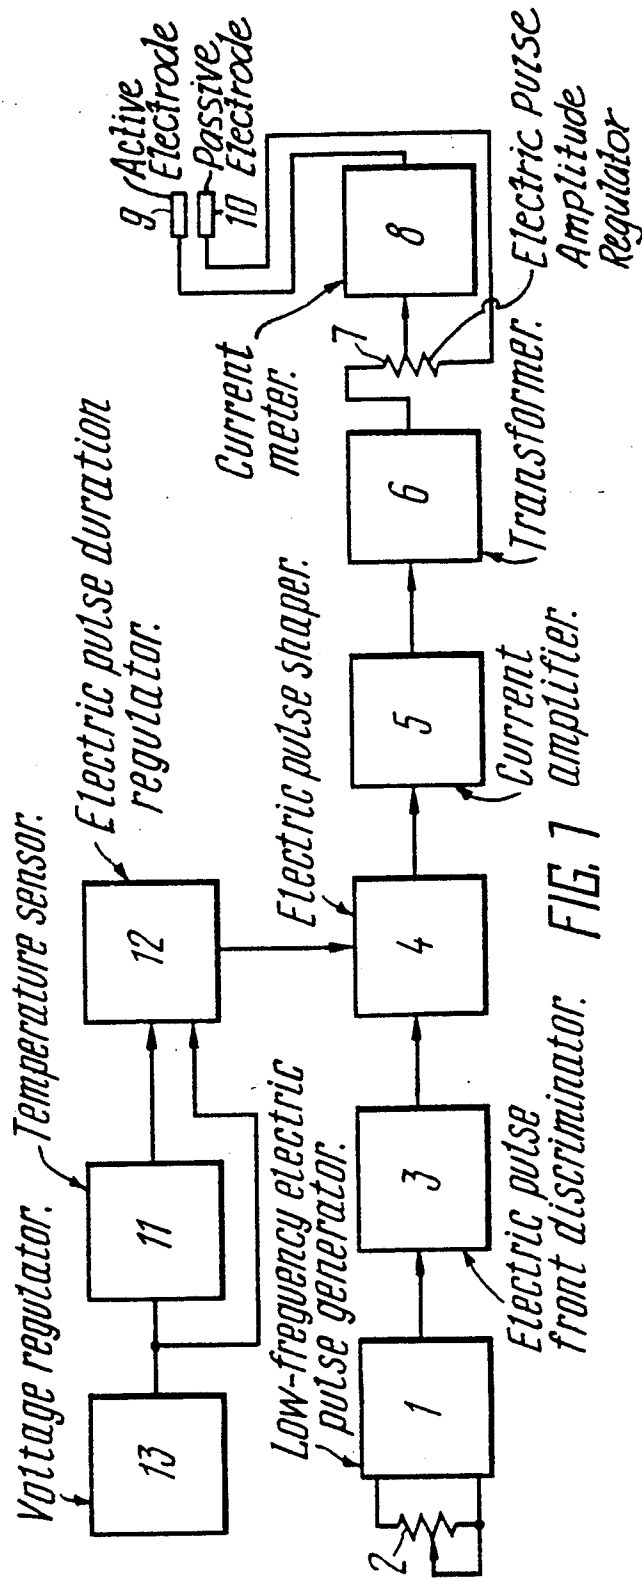 Voltage regulator.
13
Temperature sensor.
11
Electric pulse duration
regulator.
12
Low-frequency electric
pulse generator.
1
2
Electric pulse
front discriminator.
3
Electric pulse shaper.
4
Current
amplifier.
5
Transformer.
6
7
Electric pulse
Amplitude
Regulator
Current
meter.
8
9
Active
Electrode
10
Passive
Electrode
FIG. 1